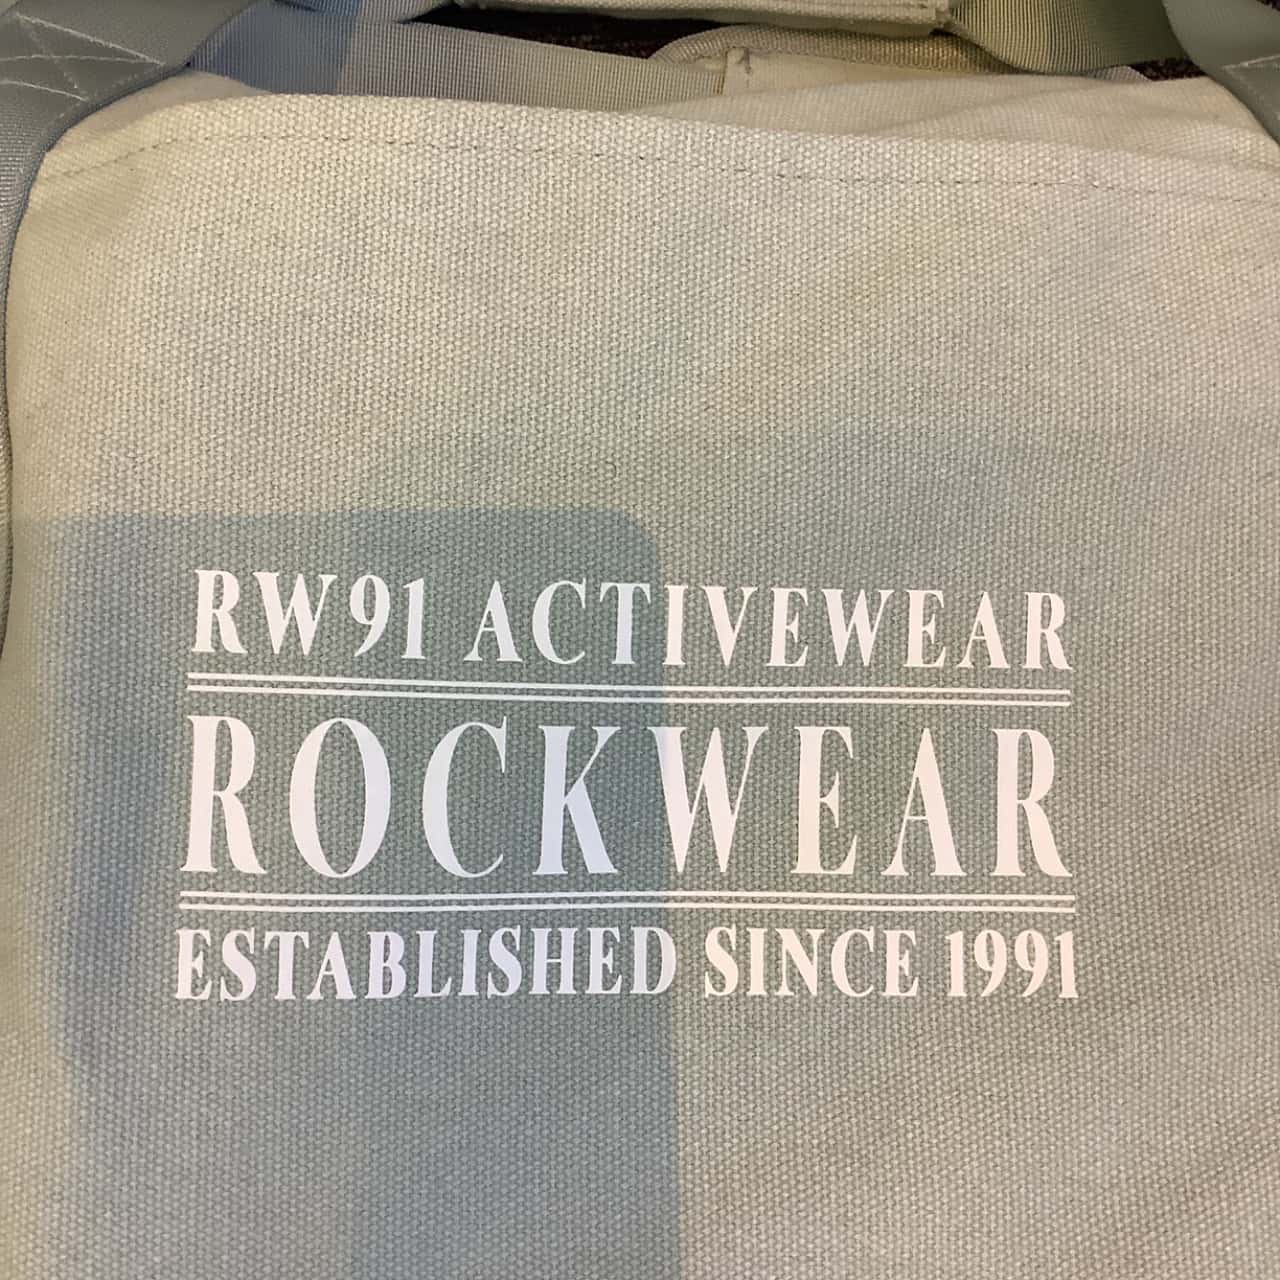 RW91 ACTIVEWEAR
ROCKWEAR
ESTABLISHED SINCE 1991